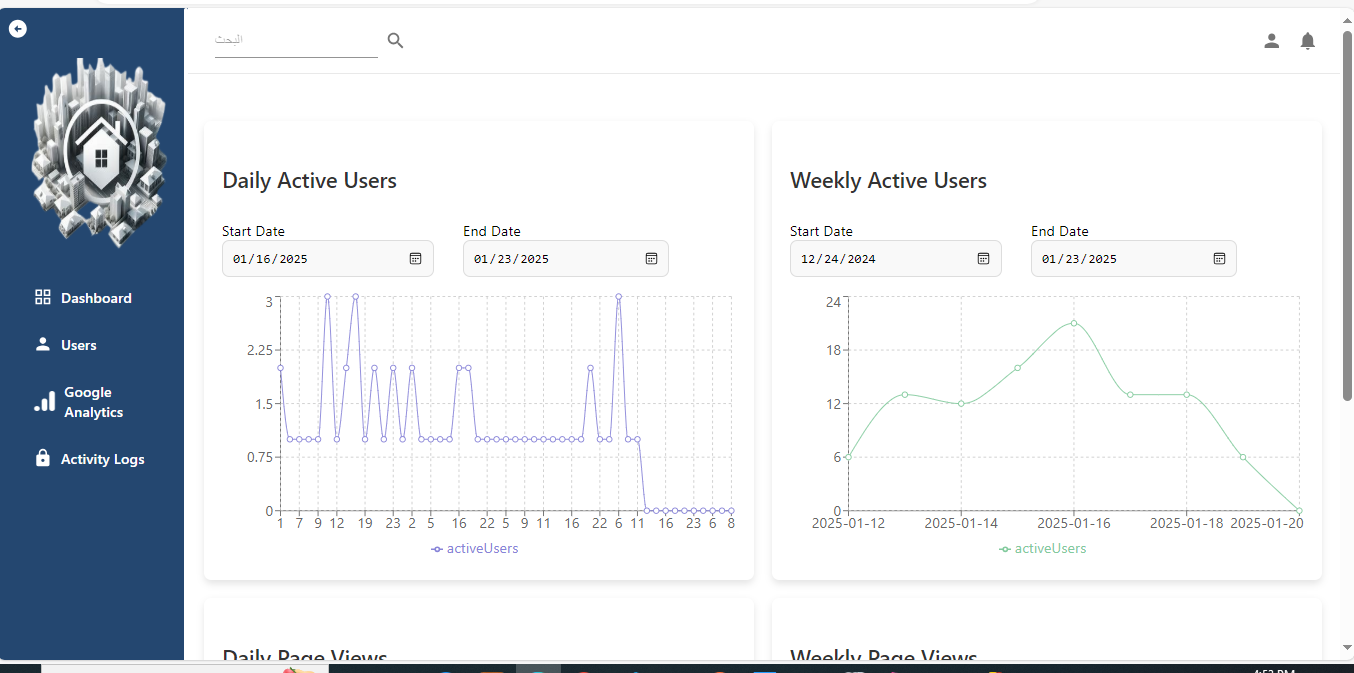 البحث
Dashboard
Users
Google
Analytics
Activity Logs
Daily Active Users
Start Date
End Date
01/16/2025
01/23/2025
3
2.25
1.5
0.75
0
1 7 9 12 19 23 2 5 16 22 5 9 11 16 22 6 11 16 23 6 8
activeUsers
Weekly Active Users
Start Date
End Date
12/24/2024
01/23/2025
24
18
12
6
0
2025-01-12 2025-01-14 2025-01-16 2025-01-18 2025-01-20
activeUsers
Daily Page Views
Weekly Page Views
4:52 PM